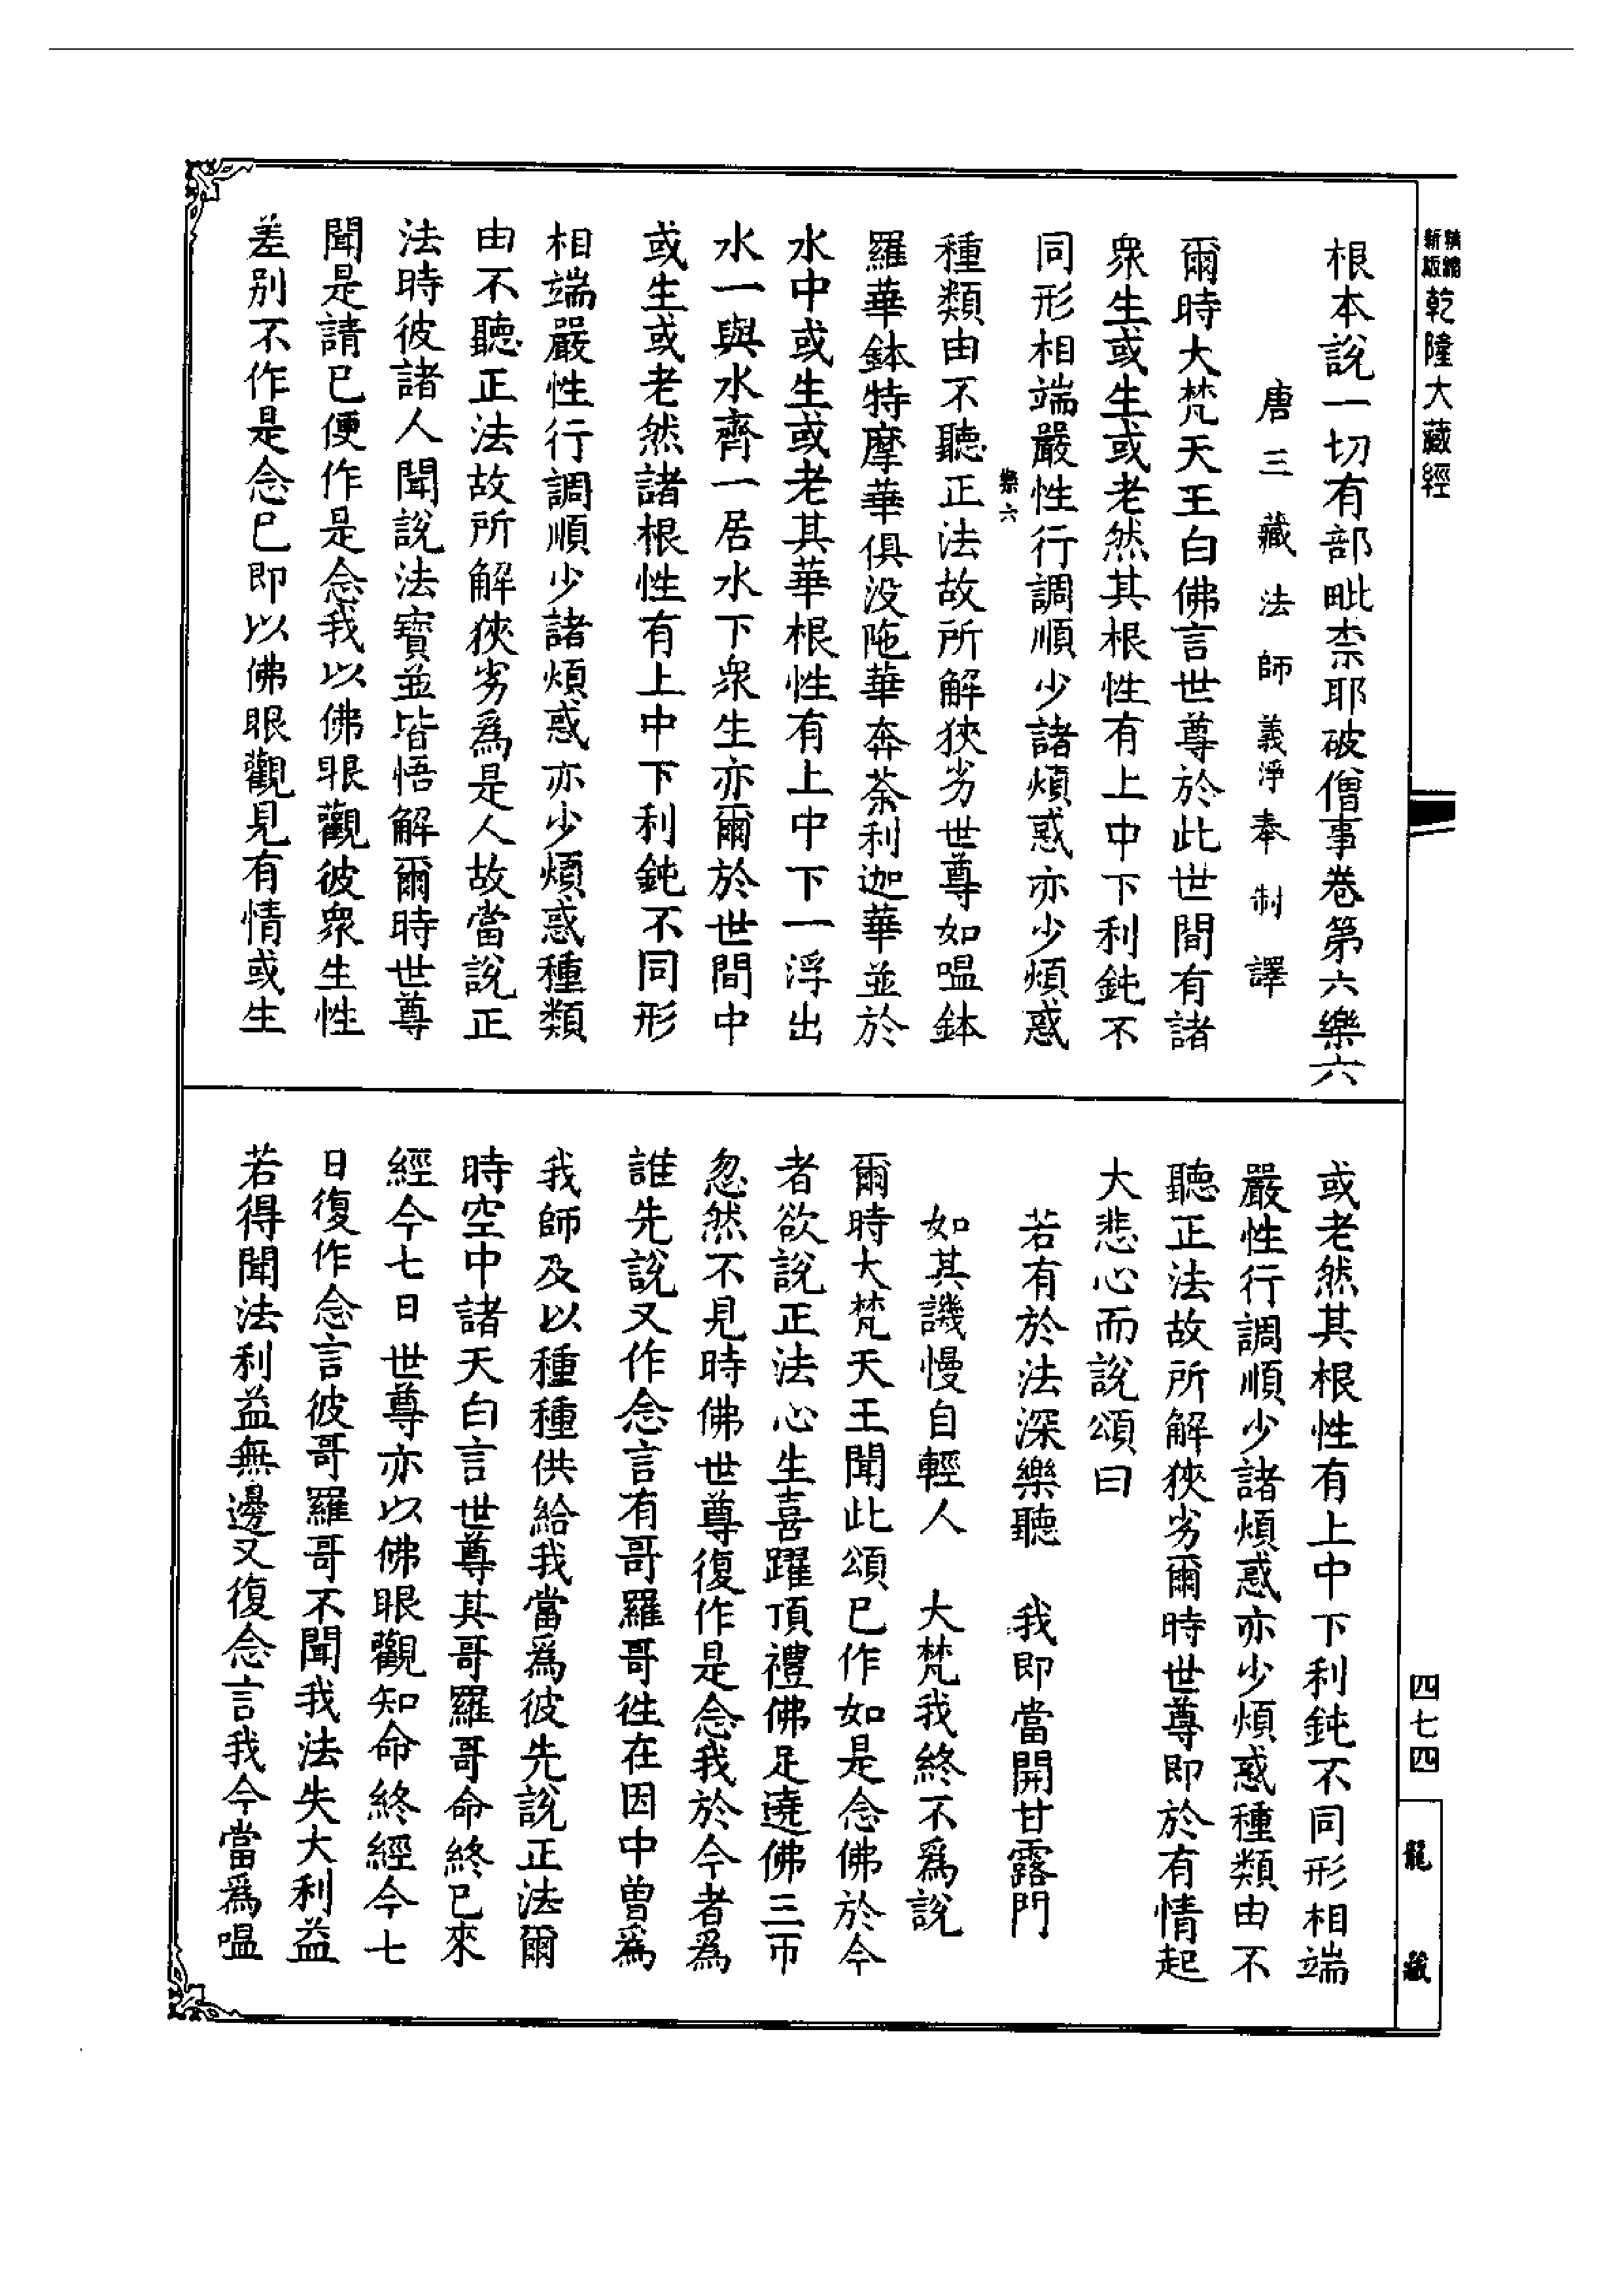 精縮新版乾隆大藏經
根本說一切有部毗柰耶破僧事卷第六樂六
唐三藏法師義淨奉制譯
爾時大梵天王白佛言世尊於此世間有諸
衆生或生或老然其根性有上中下利鈍不
同形相端嚴性行調順少諸煩惑亦少煩惑
樂六
種類由不聽正法故所解狹劣世尊如嗢鉢
羅華鉢特摩華俱没陁華奔荼利迦華並於
水中或生或老其華根性有上中下一浮出
水一與水齊一居水下衆生亦爾於世間中
或生或老然諸根性有上中下利鈍不同形
相端嚴性行調順少諸煩惑亦少煩惑種類
由不聽正法故所解狹劣爲是人故當說正
法時彼諸人聞說法寶並皆悟解爾時世尊
聞是請已便作是念我以佛眼觀彼衆生性
差别不作是念已即以佛眼觀見有情或生
或老然其根性有上中下利鈍不同形相端
嚴性行調順少諸煩惑亦少煩惑種類由不
聽正法故所解狹劣爾時世尊即於有情起
大悲心而說頌曰
若有於法深樂聽　我即當開甘露門
如其譏慢自輕人　大梵我終不爲說
爾時大梵天王聞此頌已作如是念佛於今
者欲說正法心生喜躍頂禮佛足遶佛三帀
忽然不見時佛世尊復作是念我於今者爲
誰先說又作念言有哥羅哥徃在因中曾爲
我師及以種種供給我當爲彼先說正法爾
時空中諸天白言世尊其哥羅哥命終已來
經今七日世尊亦以佛眼觀知命終經今七
日復作念言彼哥羅哥不聞我法失大利益
若得聞法利益無邊又復念言我今當爲嗢
四七四
龍藏